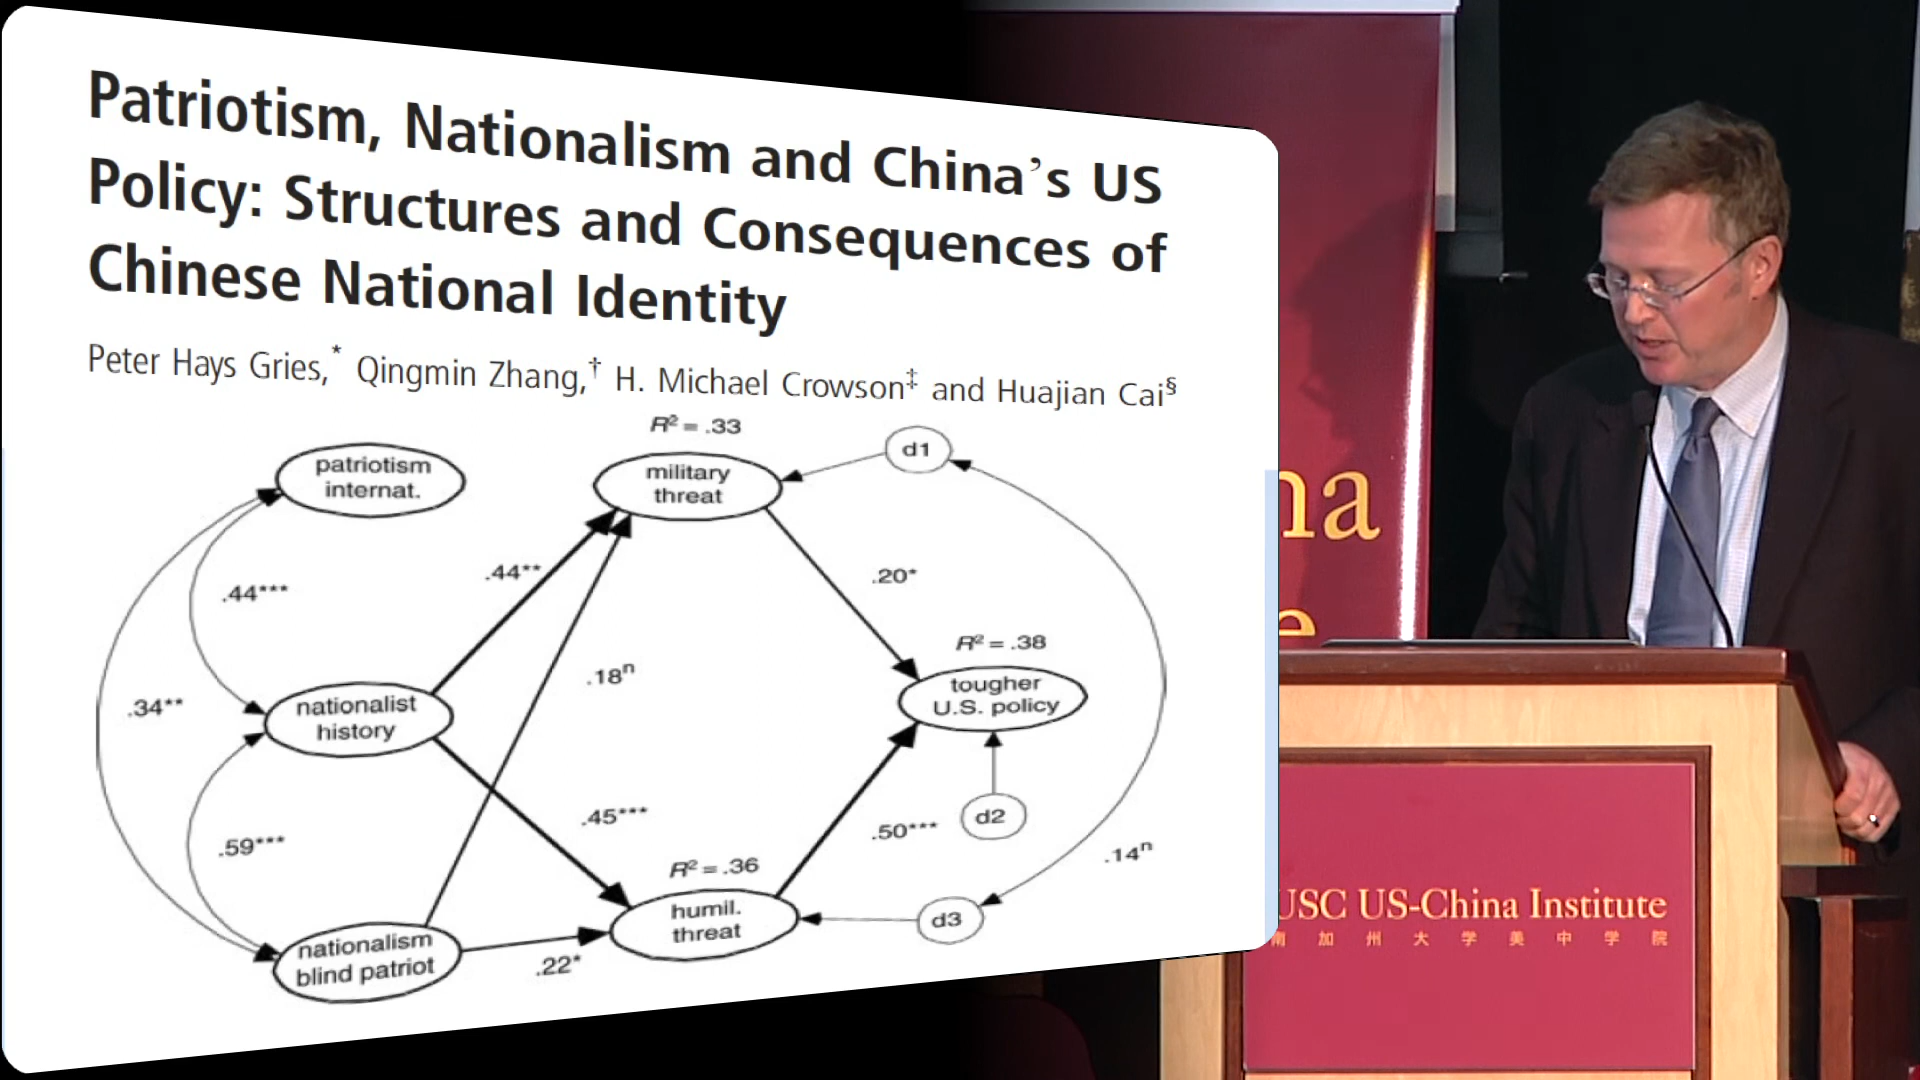 Patriotism, Nationalism and China's US
Policy: Structures and Consequences of
Chinese National Identity
Peter Hays Gries,* Qingmin Zhang,† H. Michael Crowson‡ and Huajian Cai§
R² = .33
d1
patriotism
internat.
military
threat
.44**
.44***
.20*
R² = .38
.18ⁿ
tougher
U.S. policy
.34**
nationalist
history
.45***
d2
.50***
.59***
.14ⁿ
R² = .36
humil.
threat
d3
nationalism
blind patriot
.22*
na
e
USC US-China Institute
南加州大学美中学院